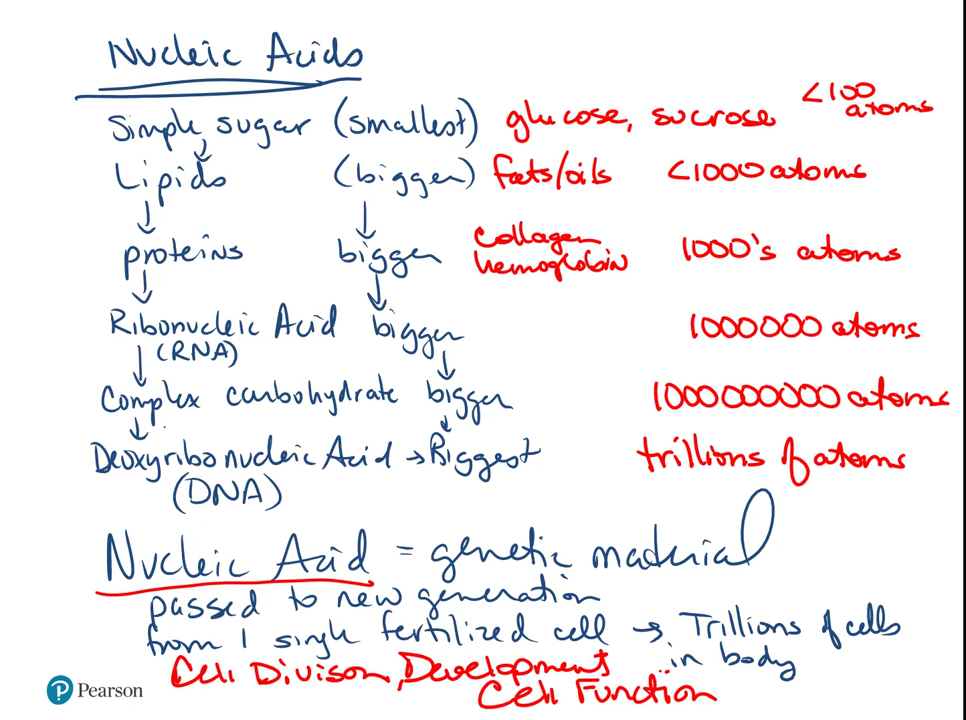 Nucleic Acids
Simple sugar (smallest) glucose, sucrose <100 atoms
Lipids (bigger) fats/oils <1000 atoms
proteins bigger collagen hemoglobin 1000's atoms
Ribonucleic Acid bigger 1000000 atoms
(RNA)
Complex carbohydrate bigger 1000000000 atoms
Deoxyribonucleic Acid → Biggest trillions of atoms
(DNA)
Nucleic Acid = genetic material
passed to new generation
from 1 single fertilized cell → Trillions of cells
in body
Cell Divison, Development
Cell Function
P Pearson